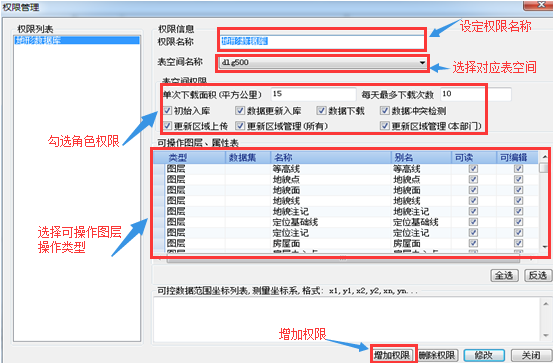 权限管理
权限列表
地形数据库
权限信息
权限名称 地形数据库
设定权限名称
表空间名称 dlg500
选择对应表空间
表空间权限
单次下载面积(平方公里) 15 每天最多下载次数 10
初始入库 数据更新入库 数据下载 数据冲突检测
更新区域上传 更新区域管理(所有) 更新区域管理(本部门)
勾选角色权限
可操作图层、属性表
类型 数据集 名称 别名 可读 可编辑
图层 等高线 等高线
图层 地貌点 地貌点
图层 地貌面 地貌面
图层 地貌线 地貌线
图层 地貌注记 地貌注记
图层 定位基础线 定位基础线
图层 定位注记 定位注记
图层 房屋面 房屋面
选择可操作图层
操作类型
全选 反选
可控数据范围坐标列表,测量坐标系,格式: x1,y1,x2,y2,xn,yn...
增加权限
增加权限 删除权限 修改 关闭